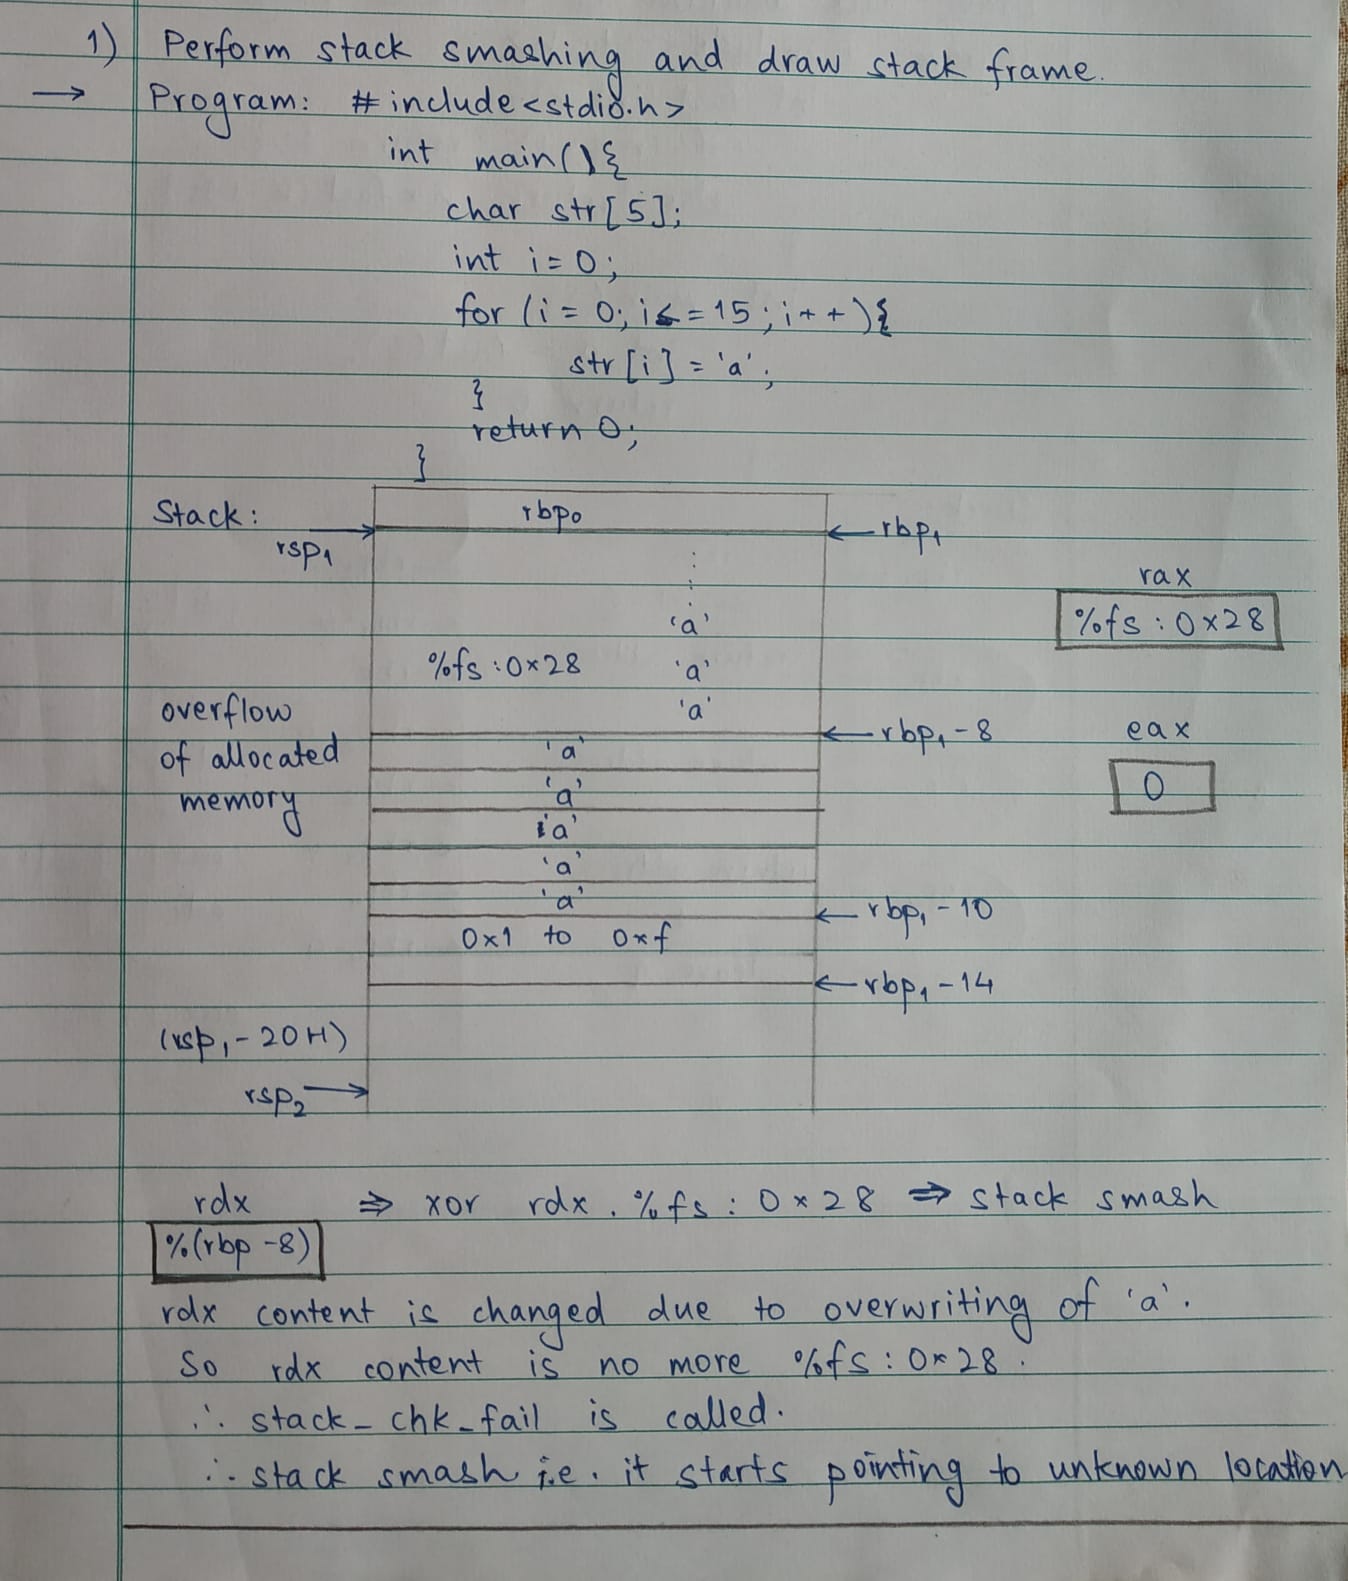 1) Perform stack smashing and draw stack frame.
→ Program: #include<stdio.h>
int main(){
char str[5];
int i=0;
for (i=0; i<=15; i++){
str[i]='a';
}
return 0;
}
Stack: rbp₀
rsp₁ → ← rbp₁
rax
'a' %fs:0x28
%fs:0x28 'a'
overflow 'a'
← rbp₁-8 eax
of allocated 'a'
memory 'a' 0
'a'
'a'
'a'
← rbp₁-10
0x1 to 0xf
← rbp₁-14
(rsp₁-20H)
rsp₂ →
rdx ⇒ xor rdx. %fs:0x28 ⇒ stack smash
%(rbp-8)
rdx content is changed due to overwriting of 'a'.
So rdx content is no more %fs:0x28.
∴ stack_chk_fail is called.
∴ stack smash i.e. it starts pointing to unknown location